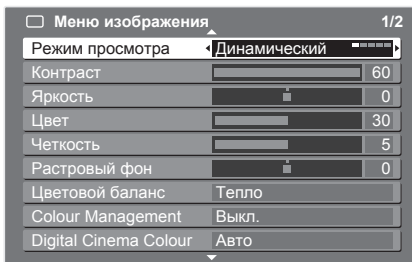 Меню изображения 1/2
Режим просмотра Динамический
Контраст 60
Яркость 0
Цвет 30
Четкость 5
Растровый фон 0
Цветовой баланс Тепло
Colour Management Выкл.
Digital Cinema Colour Авто